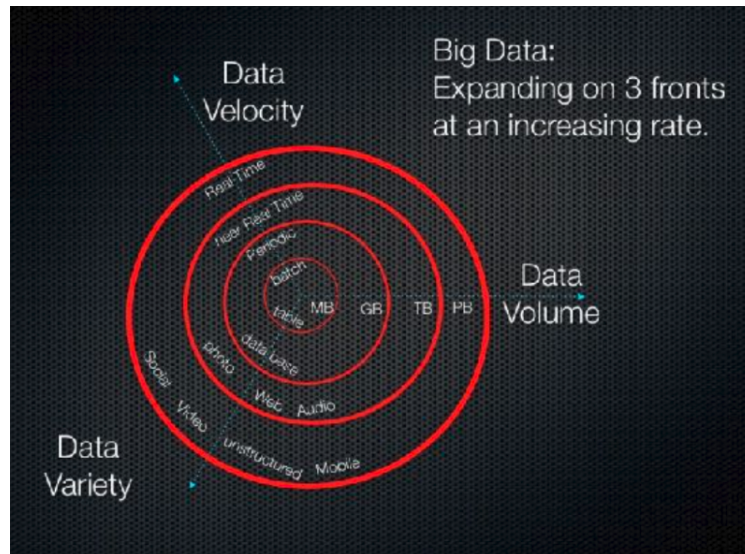 Big Data:
Expanding on 3 fronts
at an increasing rate.
Data
Velocity
Real-Time
near Real Time
Periodic
batch
table
MB
GB
TB
PB
Data
Volume
data base
photo
Web
Audio
Social
Video
unstructured
Mobile
Data
Variety